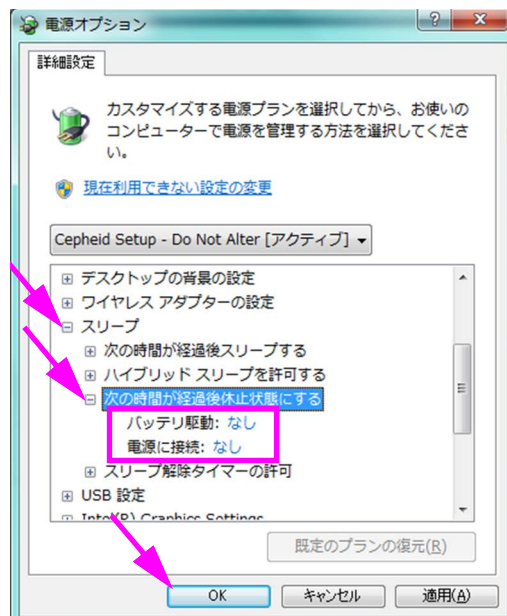 電源オプション
詳細設定
カスタマイズする電源プランを選択してから、お使いの
コンピューターで電源を管理する方法を選択してくださ
い。
現在利用できない設定の変更
Cepheid Setup - Do Not Alter [アクティブ]
デスクトップの背景の設定
ワイヤレス アダプターの設定
スリープ
次の時間が経過後スリープする
ハイブリッド スリープを許可する
次の時間が経過後休止状態にする
バッテリ駆動: なし
電源に接続: なし
スリープ解除タイマーの許可
USB 設定
Intel(R) Graphics Settings
既定のプランの復元(R)
OK キャンセル 適用(A)